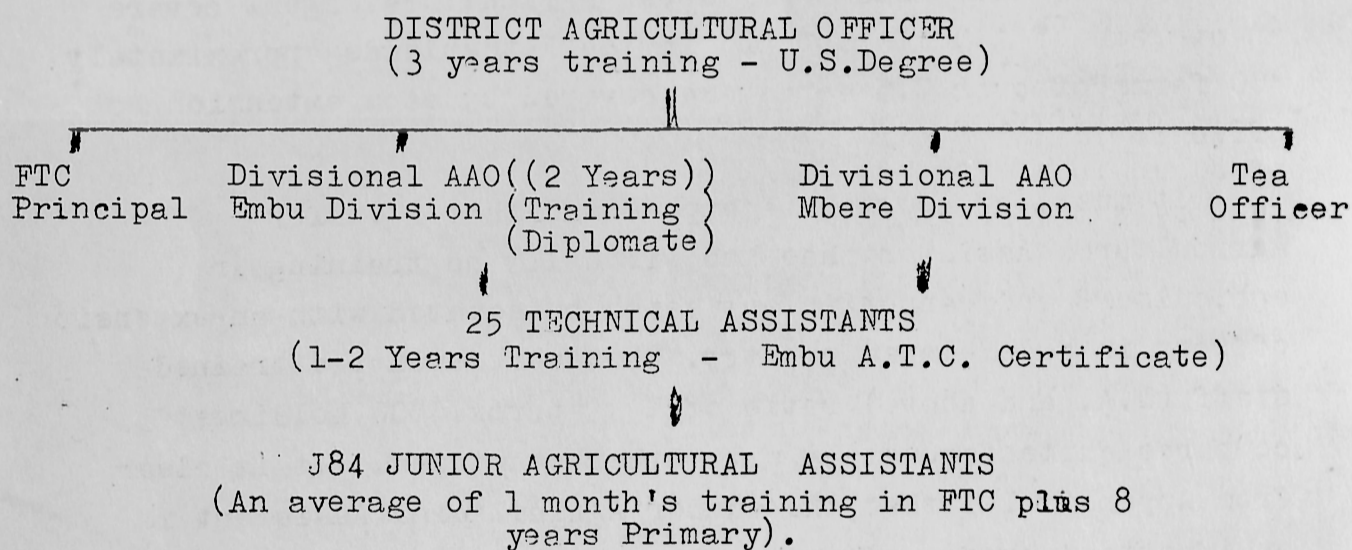 DISTRICT AGRICULTURAL OFFICER
(3 years training - U.S.Degree)
FTC Principal
Divisional AAO((2 Years))
Embu Division (Training )
(Diplomate)
Divisional AAO
Mbere Division
Tea
Officer
25 TECHNICAL ASSISTANTS
(1-2 Years Training - Embu A.T.C. Certificate)
J84 JUNIOR AGRICULTURAL ASSISTANTS
(An average of 1 month's training in FTC plus 8
years Primary).